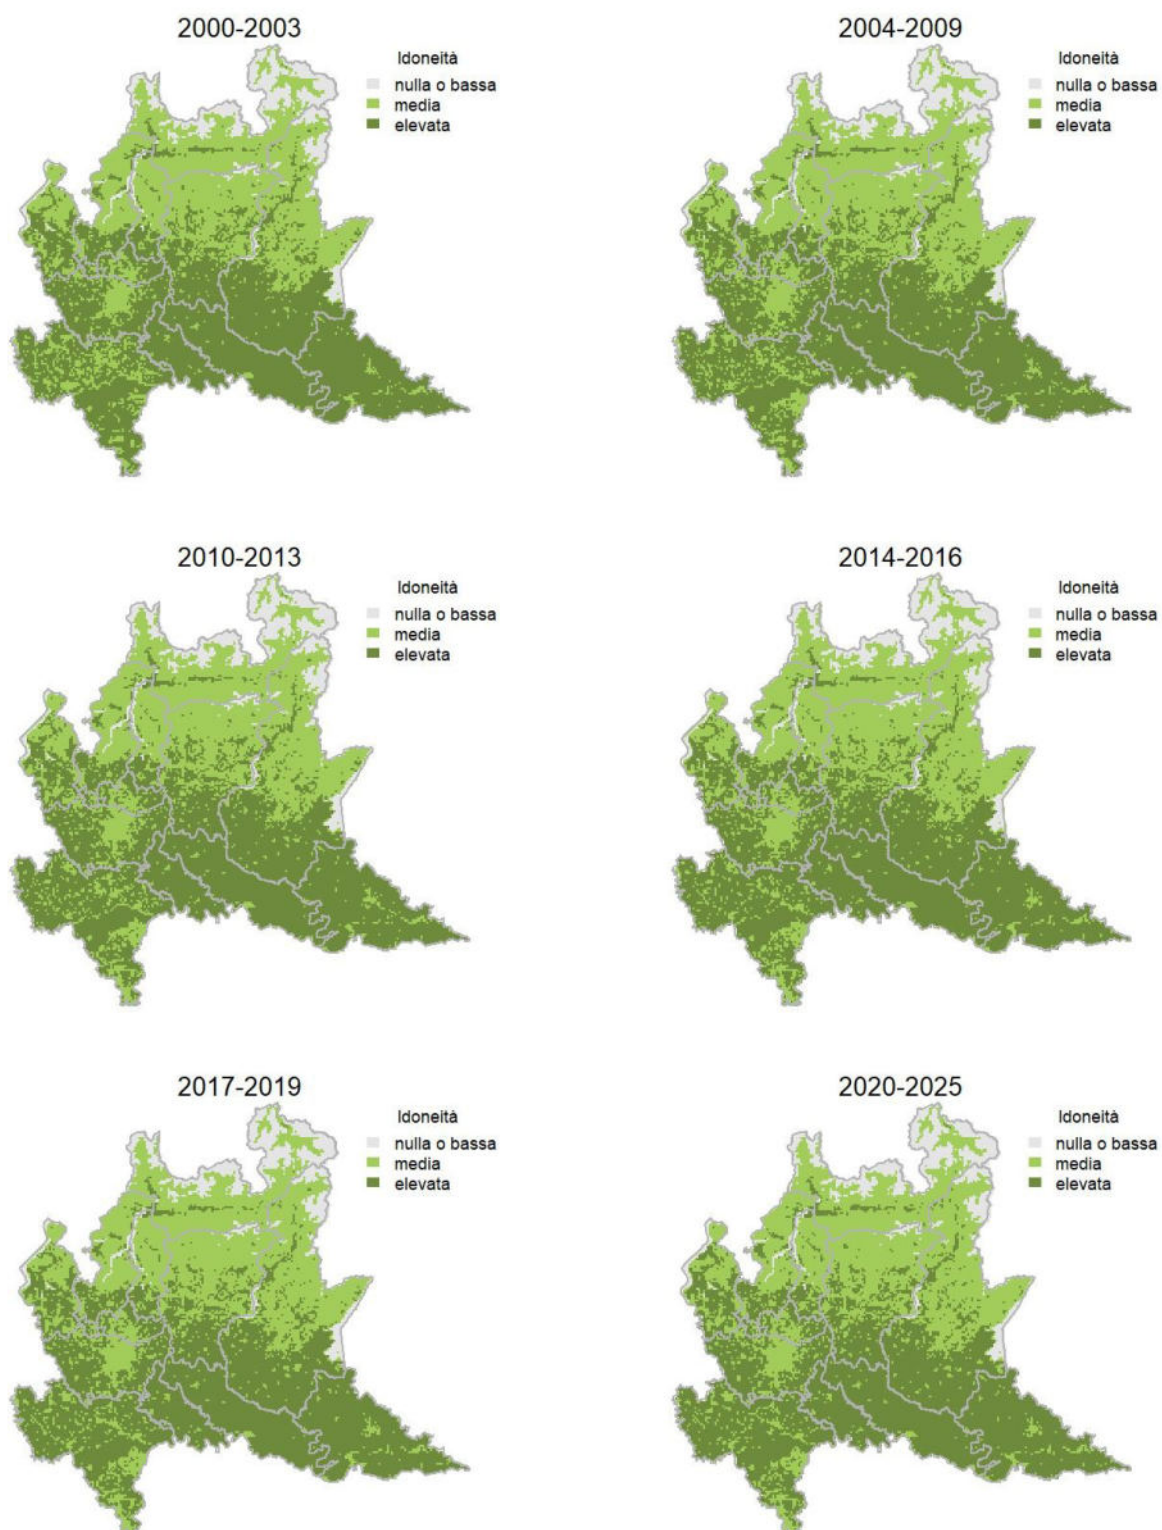 2000-2003
Idoneità
nulla o bassa
media
elevata
2004-2009
Idoneità
nulla o bassa
media
elevata
2010-2013
Idoneità
nulla o bassa
media
elevata
2014-2016
Idoneità
nulla o bassa
media
elevata
2017-2019
Idoneità
nulla o bassa
media
elevata
2020-2025
Idoneità
nulla o bassa
media
elevata